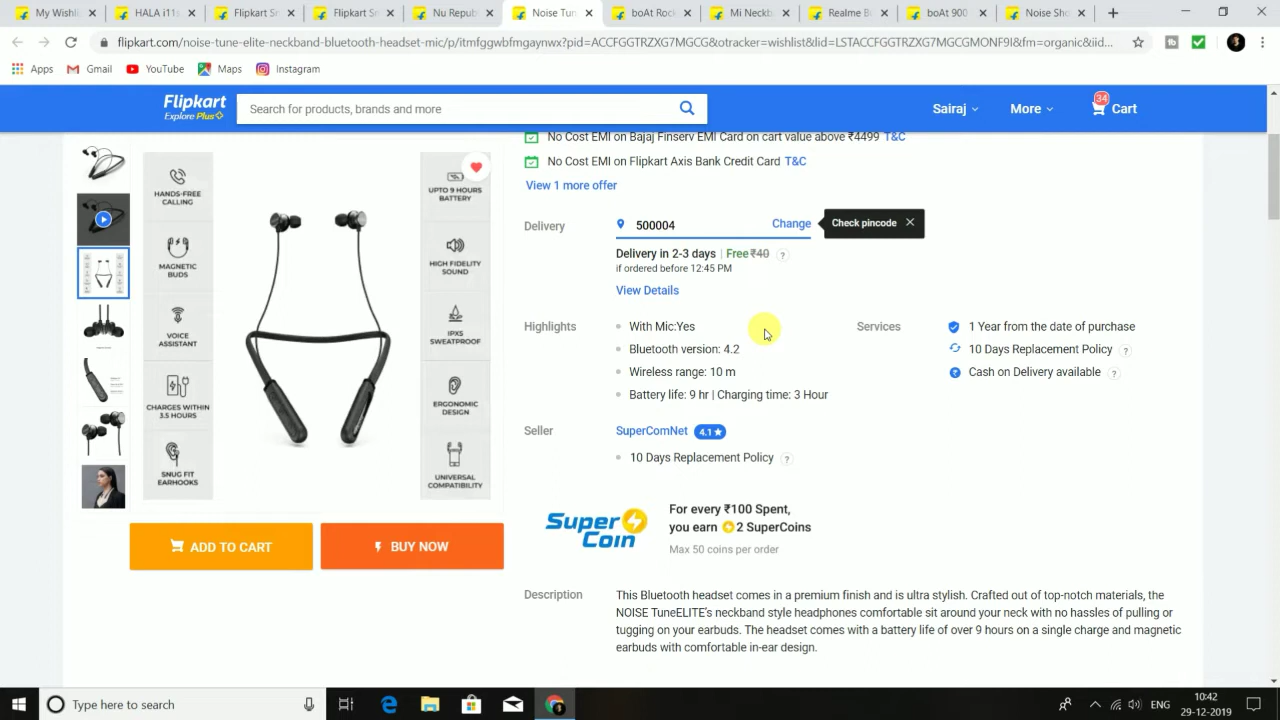 My Wishli
HALA i11s
Flipkart Sm
Flipkart Sm
Nu Republ
Noise Tun
boAt Rock
Mi Neckb
Realme B
boAt 900
Noise Sho
flipkart.com/noise-tune-elite-neckband-bluetooth-headset-mic/p/itmfggwbfmgaynwx?pid=ACCFGGTRZXG7MGCG&otracker=wishlist&lid=LSTACCFGGTRZXG7MGCGMONF9I&fm=organic&iid...
Apps Gmail YouTube Maps Instagram
Flipkart
Explore Plus
Search for products, brands and more
Sairaj
More
34
Cart
No Cost EMI on Bajaj Finserv EMI Card on cart value above ₹4499 T&C
No Cost EMI on Flipkart Axis Bank Credit Card T&C
View 1 more offer
HANDS-FREE
CALLING
MAGNETIC
BUDS
VOICE
ASSISTANT
CHARGES WITHIN
3.5 HOURS
SNUG FIT
EARHOOKS
UPTO 9 HOURS
BATTERY
HIGH FIDELITY
SOUND
IPX5
SWEATPROOF
ERGONOMIC
DESIGN
UNIVERSAL
COMPATIBILITY
ADD TO CART
BUY NOW
Delivery
500004
Change
Check pincode
Delivery in 2-3 days | Free ₹40 ?
if ordered before 12:45 PM
View Details
Highlights
With Mic:Yes
Bluetooth version: 4.2
Wireless range: 10 m
Battery life: 9 hr | Charging time: 3 Hour
Services
1 Year from the date of purchase
10 Days Replacement Policy ?
Cash on Delivery available ?
Seller
SuperComNet 4.1★
10 Days Replacement Policy ?
Super
Coin
For every ₹100 Spent,
you earn 2 SuperCoins
Max 50 coins per order
Description
This Bluetooth headset comes in a premium finish and is ultra stylish. Crafted out of top-notch materials, the
NOISE TuneELITE's neckband style headphones comfortable sit around your neck with no hassles of pulling or
tugging on your earbuds. The headset comes with a battery life of over 9 hours on a single charge and magnetic
earbuds with comfortable in-ear design.
Type here to search
ENG
10:42
29-12-2019